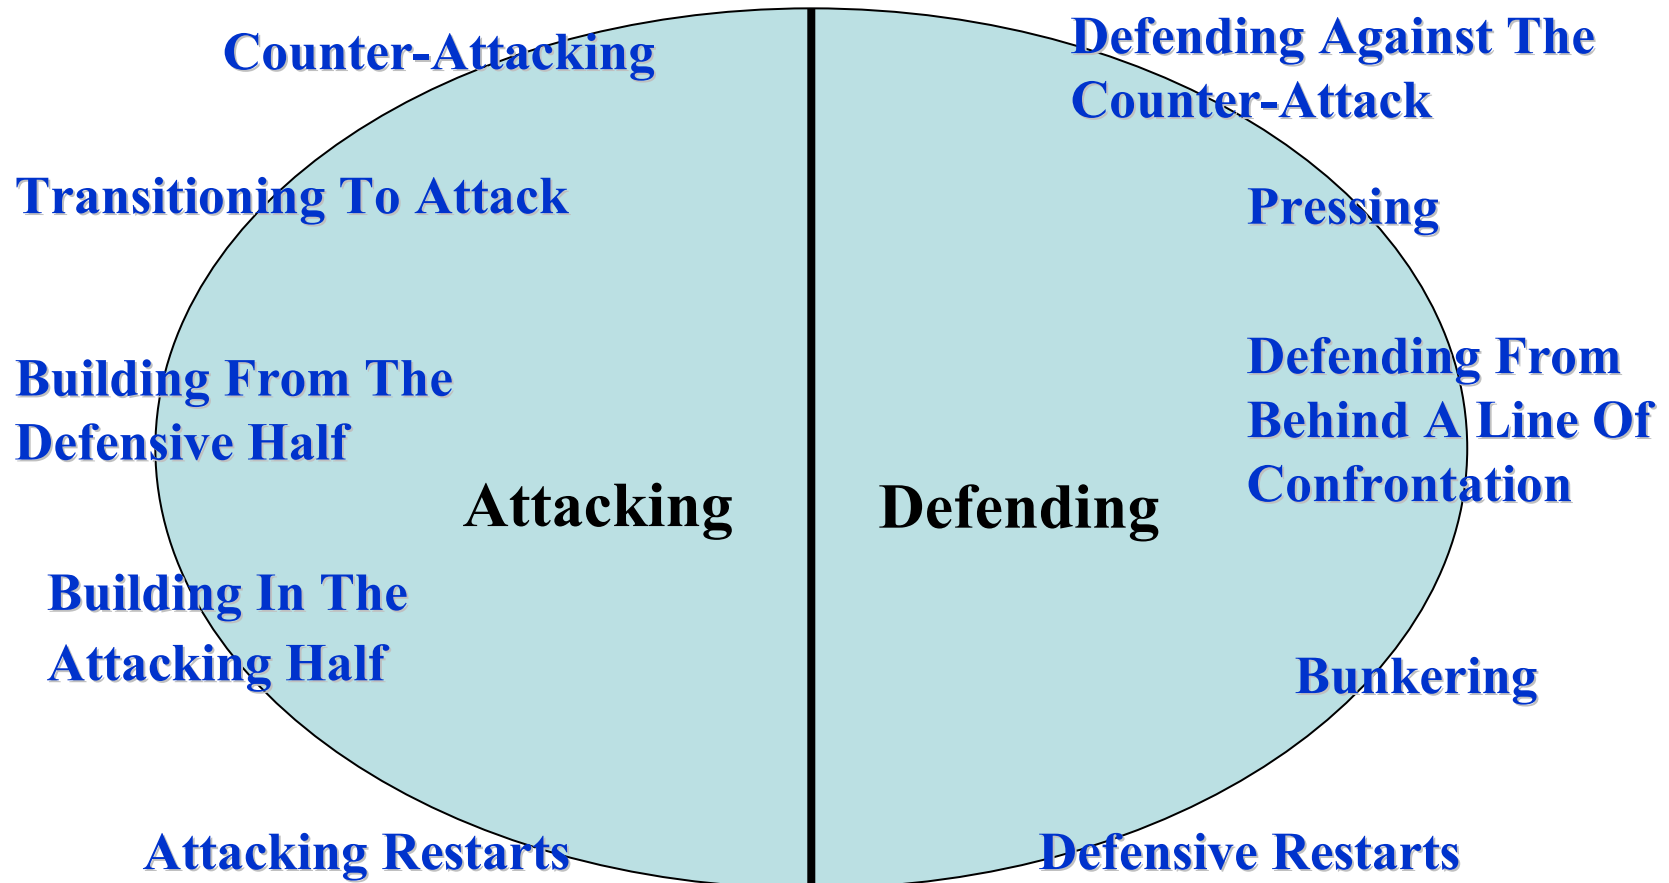 Counter-Attacking
Transitioning To Attack
Building From The
Defensive Half
Attacking
Building In The
Attacking Half
Attacking Restarts
Defending Against The
Counter-Attack
Pressing
Defending From
Behind A Line Of
Confrontation
Defending
Bunkering
Defensive Restarts